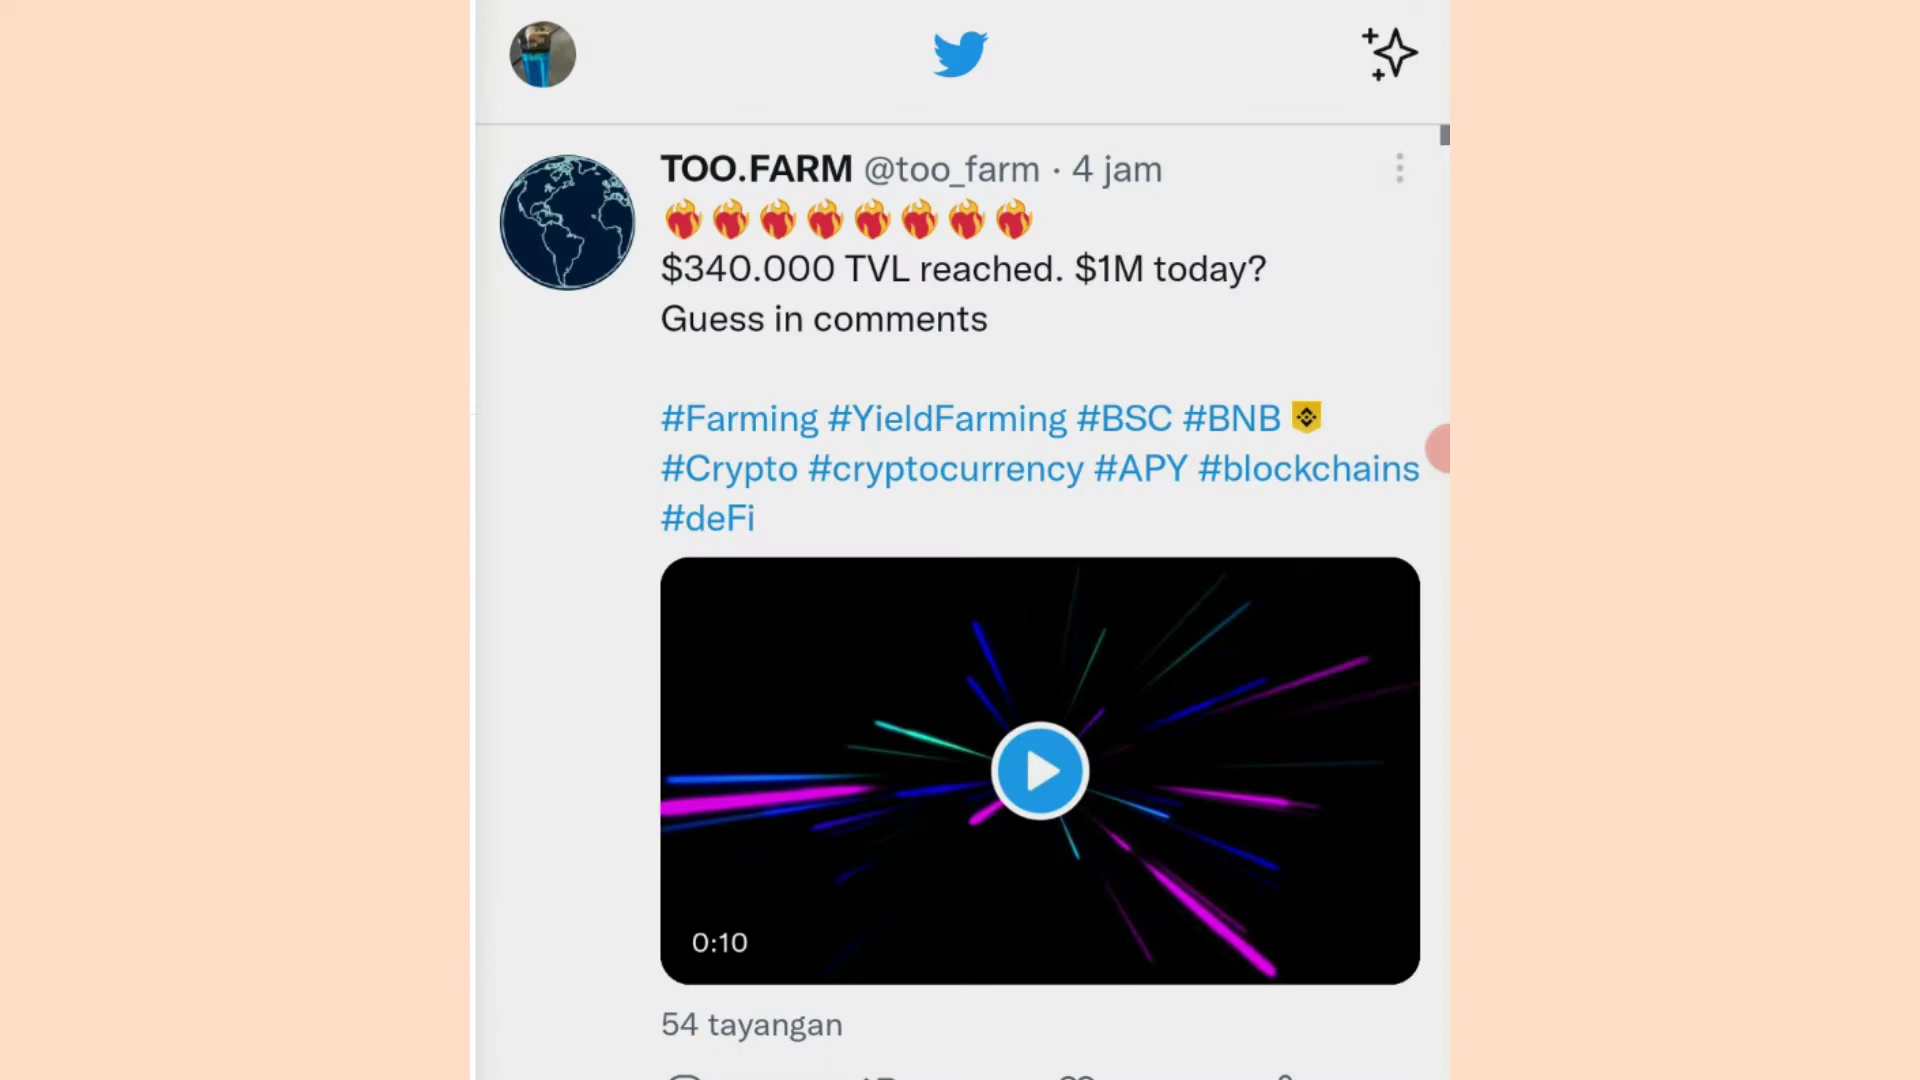 TOO.FARM @too_farm · 4 jam
$340.000 TVL reached. $1M today?
Guess in comments
#Farming #YieldFarming #BSC #BNB
#Crypto #cryptocurrency #APY #blockchains
#deFi
0:10
54 tayangan